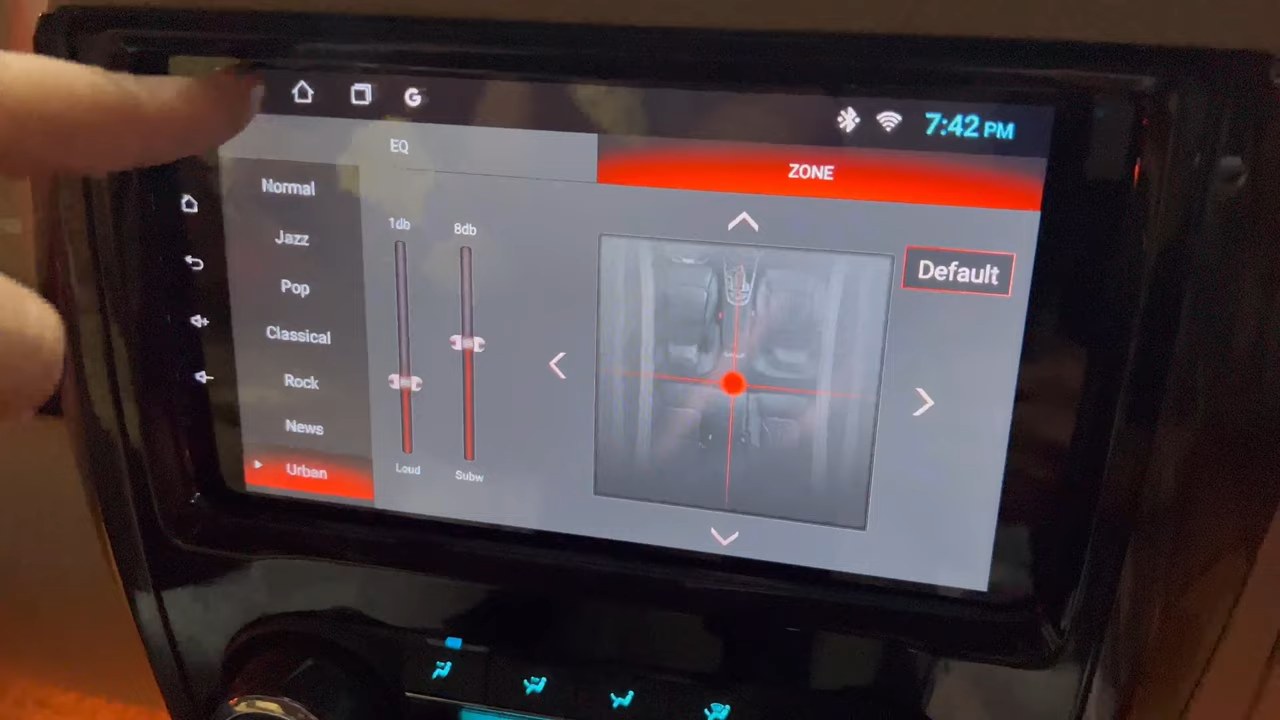 G
7:42 PM
EQ
ZONE
Normal
Jazz
Pop
Classical
Rock
News
Urban
1db
8db
Loud
Subw
Default